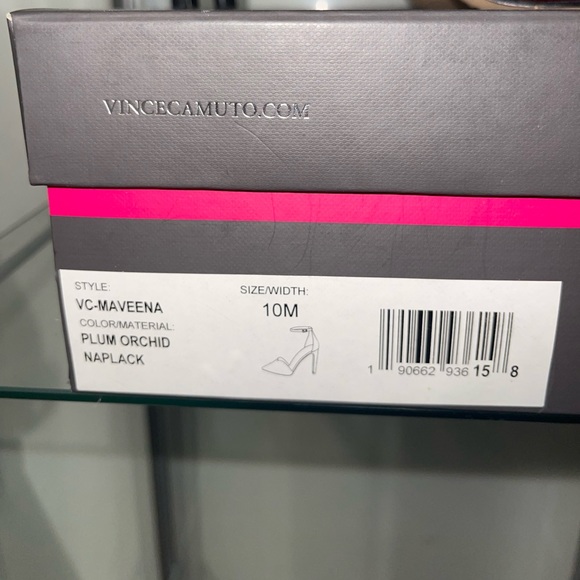 VINCECAMUTO.COM
STYLE:
VC-MAVEENA
COLOR/MATERIAL:
PLUM ORCHID
NAPLACK
SIZE/WIDTH:
10M
1 90662 936 15 8